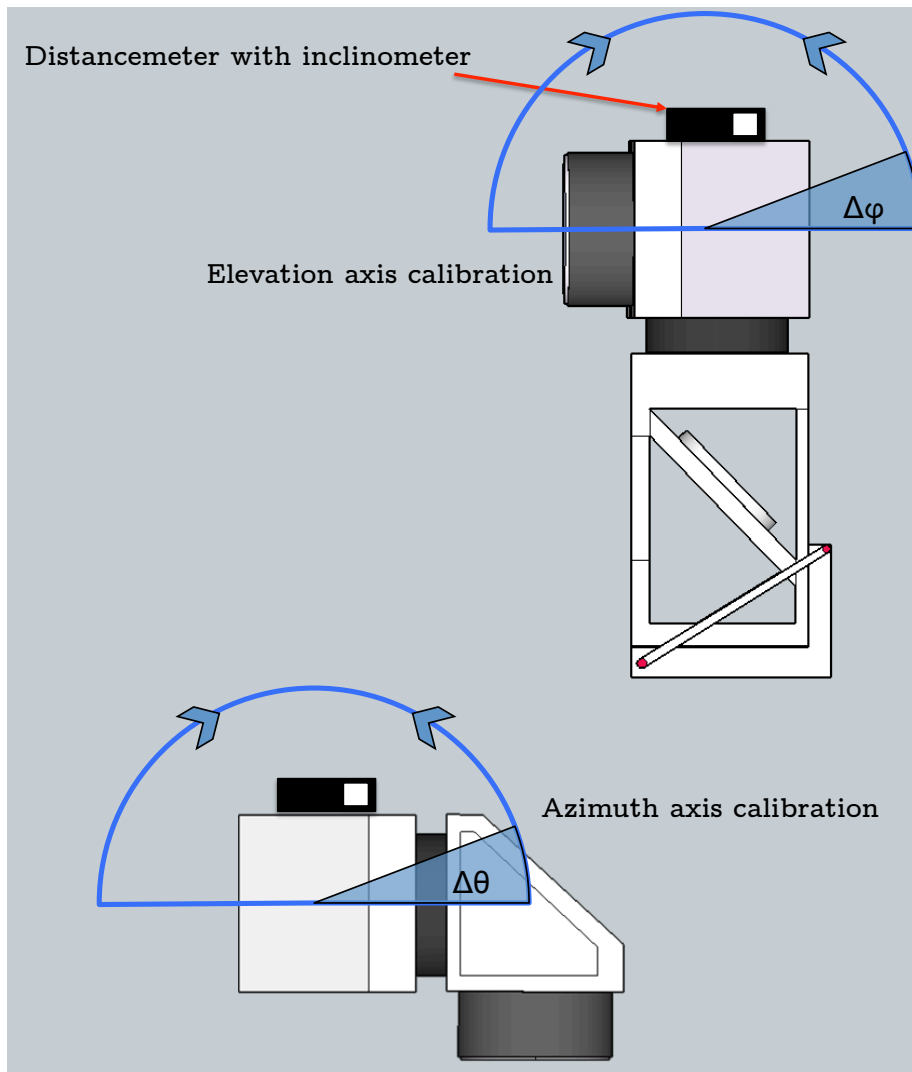 Distancemeter with inclinometer
Δφ
Elevation axis calibration
Azimuth axis calibration
Δθ